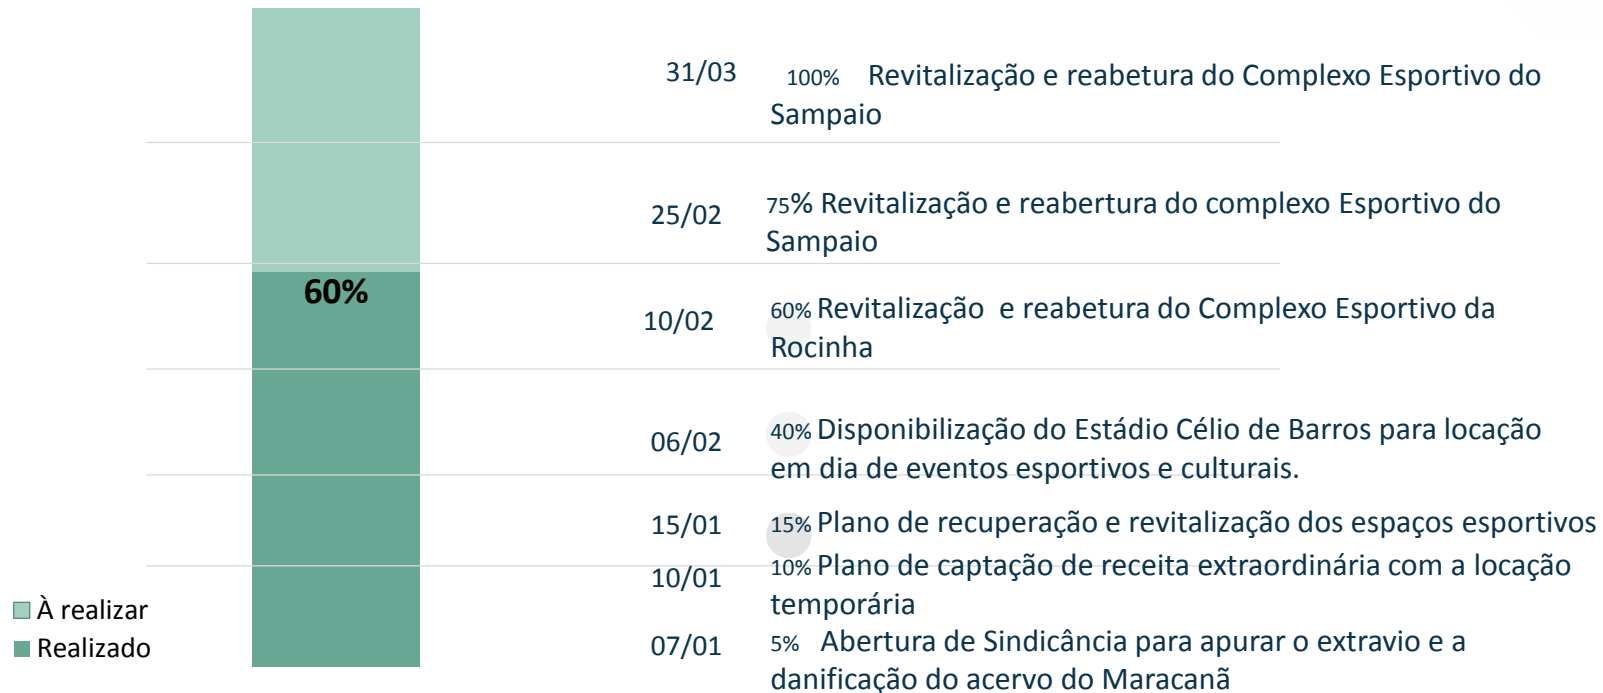 31/03
100% Revitalização e reabetura do Complexo Esportivo do
Sampaio
25/02
75% Revitalização e reabertura do complexo Esportivo do
Sampaio
60%
10/02
60% Revitalização e reabetura do Complexo Esportivo da
Rocinha
06/02
40% Disponibilização do Estádio Célio de Barros para locação
em dia de eventos esportivos e culturais.
15/01
15% Plano de recuperação e revitalização dos espaços esportivos
10/01
10% Plano de captação de receita extraordinária com a locação
temporária
07/01
5% Abertura de Sindicância para apurar o extravio e a
danificação do acervo do Maracanã
À realizar
Realizado